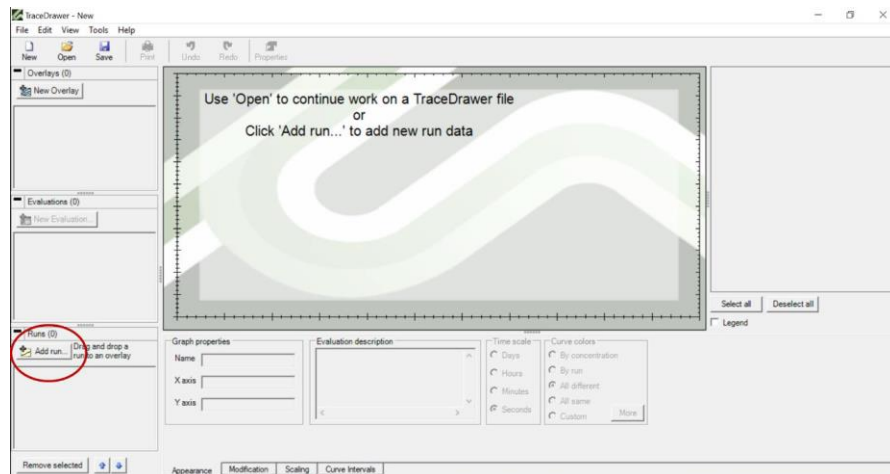 TraceDrawer - New
File Edit View Tools Help
New Open Save Print Undo Redo Properties
Overlays (0)
New Overlay
Use 'Open' to continue work on a TraceDrawer file
or
Click 'Add run...' to add new run data
Evaluations (0)
New Evaluation...
Select all Deselect all
Legend
Runs (0)
Add run... Drag and drop a
run to an overlay
Graph properties
Name
X axis
Y axis
Evaluation description
Time scale
Days
Hours
Minutes
Seconds
Curve colors
By concentration
By run
All different
All same
Custom More
Remove selected
Appearance Modification Scaling Curve Intervals